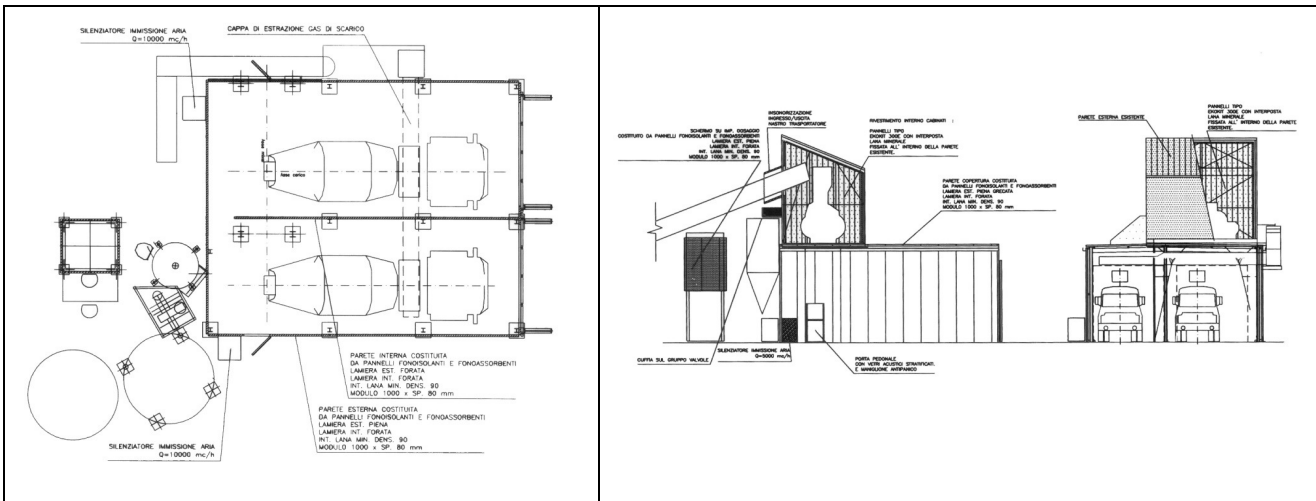 SILENZIATORE IMMISSIONE ARIA
Q=10000 mc/h
CAPPA DI ESTRAZIONE GAS DI SCARICO
Fase carico
PARETE INTERNA COSTITUITA
DA PANNELLI FONOISOLANTI E FONOASSORBENTI
LAMIERA EST. FORATA
LAMIERA INT. FORATA
INT. LANA MIN. DENS. 90
MODULO 1000 x SP. 80 mm
PARETE ESTERNA COSTITUITA
DA PANNELLI FONOISOLANTI E FONOASSORBENTI
LAMIERA EST. PIENA
LAMIERA INT. FORATA
INT. LANA MIN. DENS. 90
MODULO 1000 x SP. 80 mm
SILENZIATORE IMMISSIONE ARIA
Q=10000 mc/h
INSONORIZZAZIONE
INGRESSO/USCITA
NASTRO TRASPORTATORE
SCHERMO SU IMP. DOSAGGIO
COSTITUITO DA PANNELLI FONOISOLANTI E FONOASSORBENTI
LAMIERA EST. PIENA
LAMIERA INT. FORATA
INT. LANA MIN. DENS. 90
MODULO 1000 x SP. 80 mm
RIVESTIMENTO INTERNO CABINATI :
PANNELLI TIPO
EKOKIT 300E CON INTERPOSTA
LANA MINERALE
FISSATA ALL' INTERNO DELLA PARETE
ESISTENTE.
PARETE COPERTURA COSTITUITA
DA PANNELLI FONOISOLANTI E FONOASSORBENTI
LAMIERA EST. PIENA GRECATA
LAMIERA INT. FORATA
INT. LANA MIN. DENS. 90
MODULO 1000 x SP. 80 mm
CUFFIA SUL GRUPPO VALVOLE
SILENZIATORE IMMISSIONE ARIA
Q=5000 mc/h
PORTA PEDONALE
CON VETRI ACUSTICI STRATIFICATI.
E MANIGLIONE ANTIPANICO
PARETE ESTERNA ESISTENTE
PANNELLI TIPO
EKOKIT 300E CON INTERPOSTA
LANA MINERALE
FISSATA ALL' INTERNO DELLA PARETE
ESISTENTE.